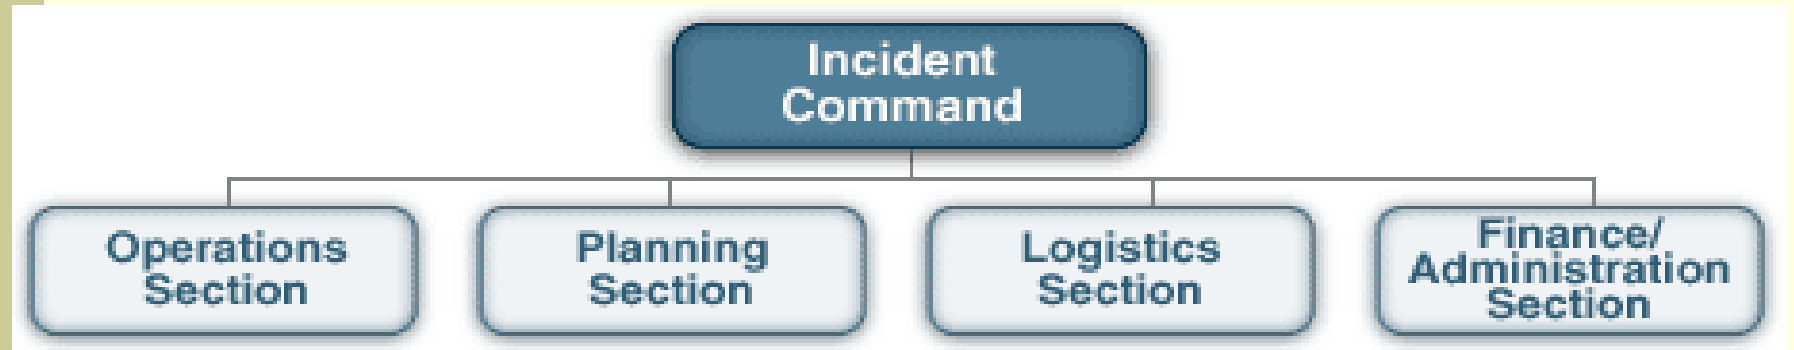 Incident
Command
Operations
Section
Planning
Section
Logistics
Section
Finance/
Administration
Section